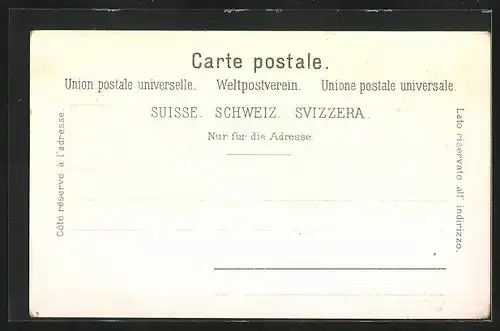 Carte postale.
Union postale universelle. Weltpostverein. Unione postale universale.
SUISSE. SCHWEIZ. SVIZZERA.
Nur für die Adresse.
Côté réservé à l'adresse.
Lato riservato all' indirizzo.